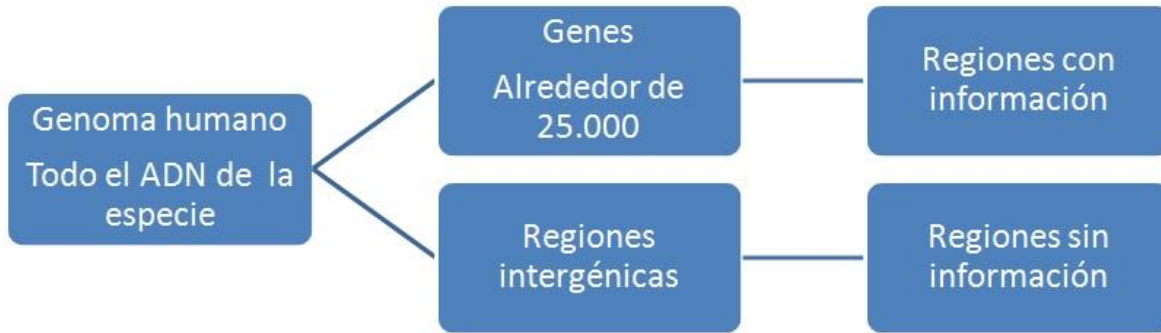 Genoma humano
Todo el ADN de la
especie
Genes
Alrededor de
25.000
Regiones con
información
Regiones
intergénicas
Regiones sin
información